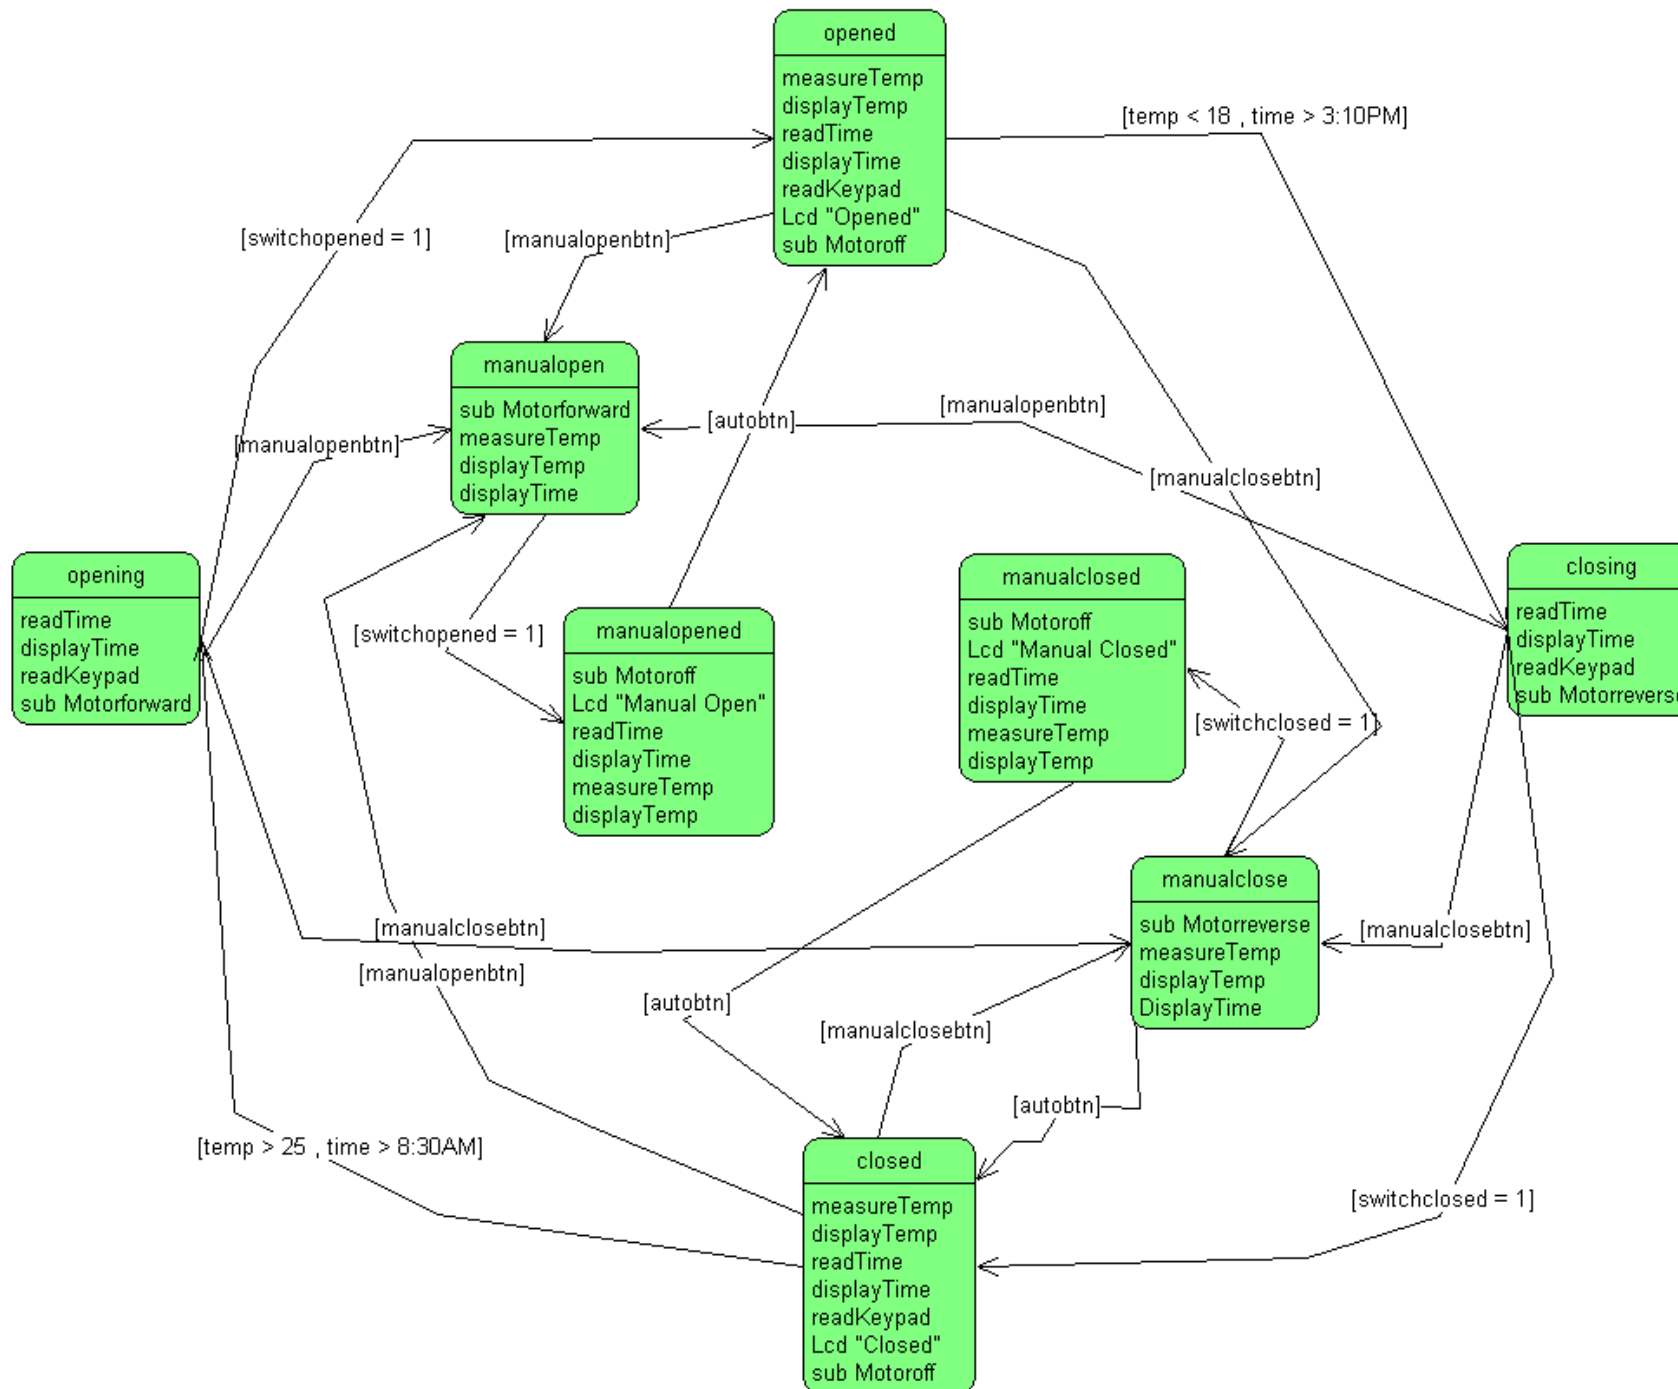 opened
measureTemp
displayTemp
readTime
displayTime
readKeypad
Lcd "Opened"
sub Motoroff
[temp < 18 , time > 3:10PM]
[switchopened = 1]
[manualopenbtn]
manualopen
sub Motorforward
measureTemp
displayTemp
displayTime
[manualopenbtn]
[autobtn]
[manualopenbtn]
[manualclosebtn]
opening
readTime
displayTime
readKeypad
sub Motorforward
[switchopened = 1]
manualopened
sub Motoroff
Lcd "Manual Open"
readTime
displayTime
measureTemp
displayTemp
manualclosed
sub Motoroff
Lcd "Manual Closed"
readTime
displayTime
measureTemp
displayTemp
[switchclosed = 1]
closing
readTime
displayTime
readKeypad
sub Motorreverse
manualclose
sub Motorreverse
measureTemp
displayTemp
DisplayTime
[manualclosebtn]
[manualclosebtn]
[manualopenbtn]
[autobtn]
[manualclosebtn]
[autobtn]
[temp > 25 , time > 8:30AM]
closed
measureTemp
displayTemp
readTime
displayTime
readKeypad
Lcd "Closed"
sub Motoroff
[switchclosed = 1]